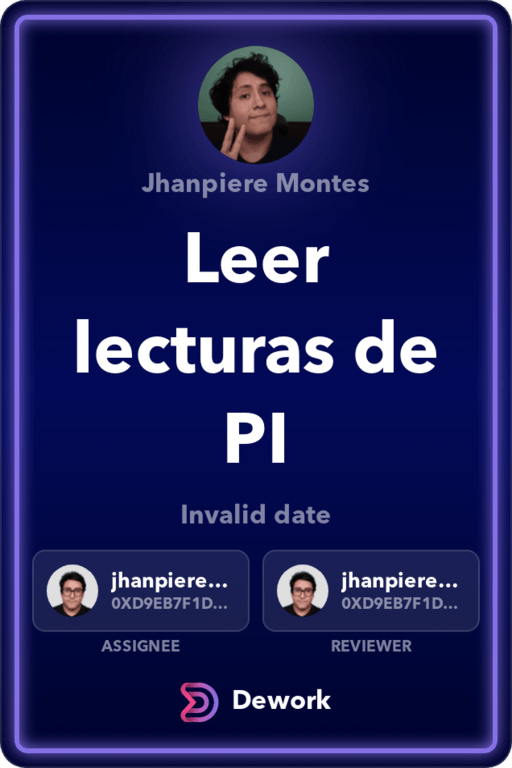 Jhanpiere Montes
Leer
lecturas de
PI
Invalid date
jhanpiere...
0XD9EB7F1D...
ASSIGNEE
jhanpiere...
0XD9EB7F1D...
REVIEWER
Dework